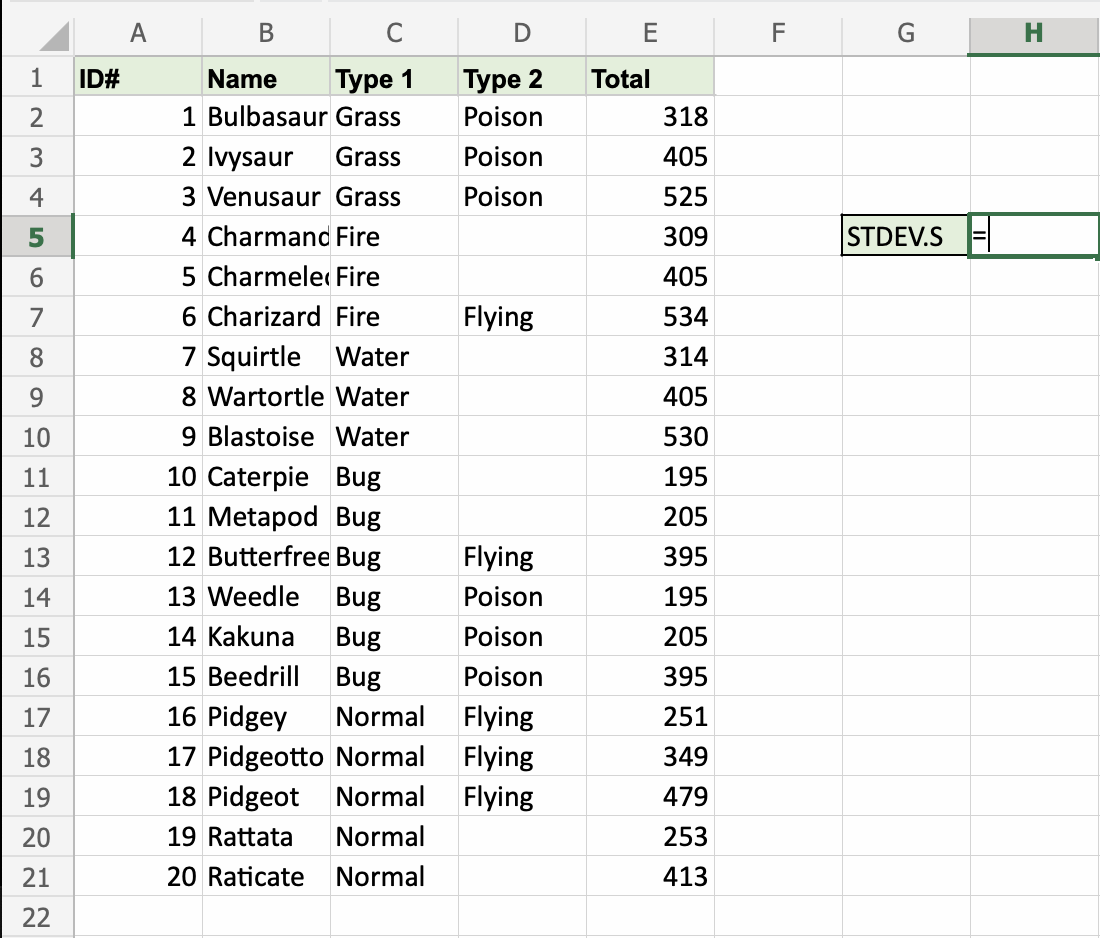 A B C D E F G H
1 ID# Name Type 1 Type 2 Total
2 1 Bulbasaur Grass Poison 318
3 2 Ivysaur Grass Poison 405
4 3 Venusaur Grass Poison 525
5 4 Charmand Fire 309 STDEV.S =
6 5 Charmele Fire 405
7 6 Charizard Fire Flying 534
8 7 Squirtle Water 314
9 8 Wartortle Water 405
10 9 Blastoise Water 530
11 10 Caterpie Bug 195
12 11 Metapod Bug 205
13 12 Butterfree Bug Flying 395
14 13 Weedle Bug Poison 195
15 14 Kakuna Bug Poison 205
16 15 Beedrill Bug Poison 395
17 16 Pidgey Normal Flying 251
18 17 Pidgeotto Normal Flying 349
19 18 Pidgeot Normal Flying 479
20 19 Rattata Normal 253
21 20 Raticate Normal 413
22